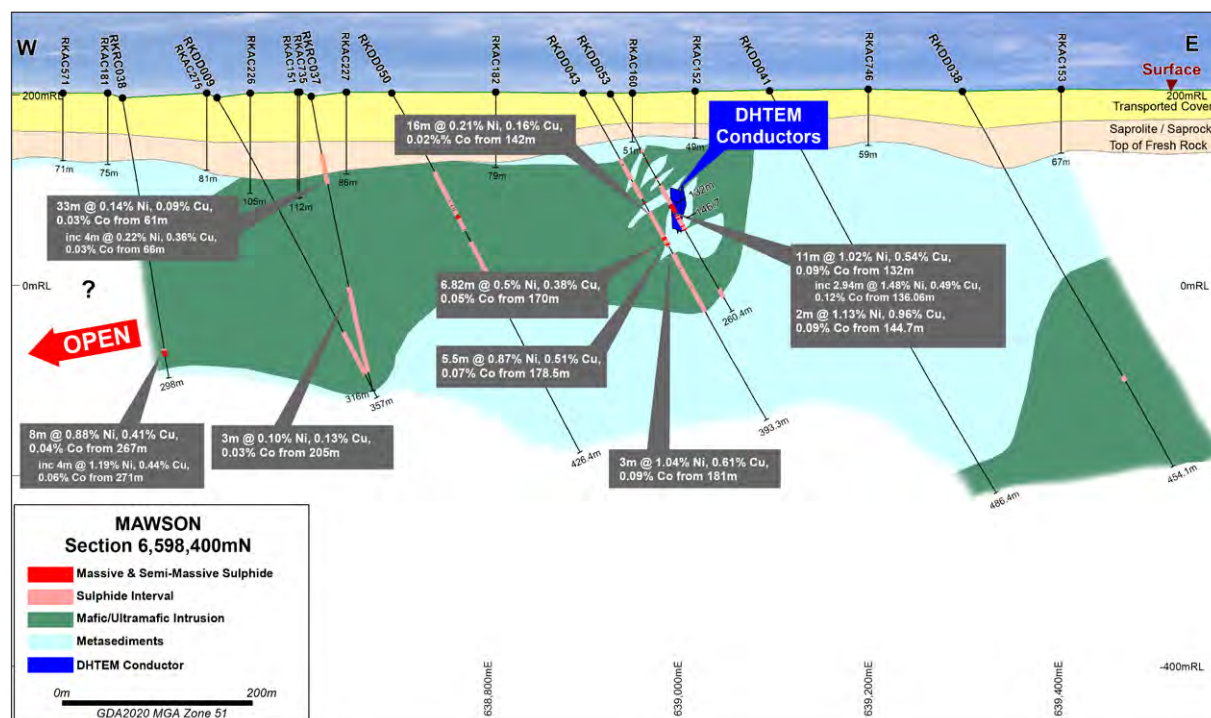 W
E
RKAC571
RKAC181
RKRC038
RKDD009
RKAC275
RKAC226
RKAC151
RKAC735
RKRC037
RKAC227
RKDD050
RKAC182
RKDD043
RKDD053
RKAC160
RKAC152
RKDD041
RKAC746
RKDD038
RKAC153
Surface
200mRL
200mRL
Transported Cover
Saprolite / Saprock
Top of Fresh Rock
DHTEM
Conductors
16m @ 0.21% Ni, 0.16% Cu,
0.02%% Co from 142m
71m
75m
81m
105m
112m
86m
79m
51m
49m
59m
67m
132m
146.7
33m @ 0.14% Ni, 0.09% Cu,
0.03% Co from 61m
inc 4m @ 0.22% Ni, 0.36% Cu,
0.03% Co from 66m
11m @ 1.02% Ni, 0.54% Cu,
0.09% Co from 132m
inc 2.94m @ 1.48% Ni, 0.49% Cu,
0.12% Co from 136.06m
2m @ 1.13% Ni, 0.96% Cu,
0.09% Co from 144.7m
0mRL
?
6.82m @ 0.5% Ni, 0.38% Cu,
0.05% Co from 170m
0mRL
260.4m
OPEN
5.5m @ 0.87% Ni, 0.51% Cu,
0.07% Co from 178.5m
298m
316m
357m
393.3m
8m @ 0.88% Ni, 0.41% Cu,
0.04% Co from 267m
inc 4m @ 1.19% Ni, 0.44% Cu,
0.06% Co from 271m
3m @ 0.10% Ni, 0.13% Cu,
0.03% Co from 205m
426.4m
3m @ 1.04% Ni, 0.61% Cu,
0.09% Co from 181m
486.4m
454.1m
MAWSON
Section 6,598,400mN
Massive & Semi-Massive Sulphide
Sulphide Interval
Mafic/Ultramafic Intrusion
Metasediments
DHTEM Conductor
0m
200m
GDA2020 MGA Zone 51
638,800mE
639,000mE
639,200mE
639,400mE
-400mRL